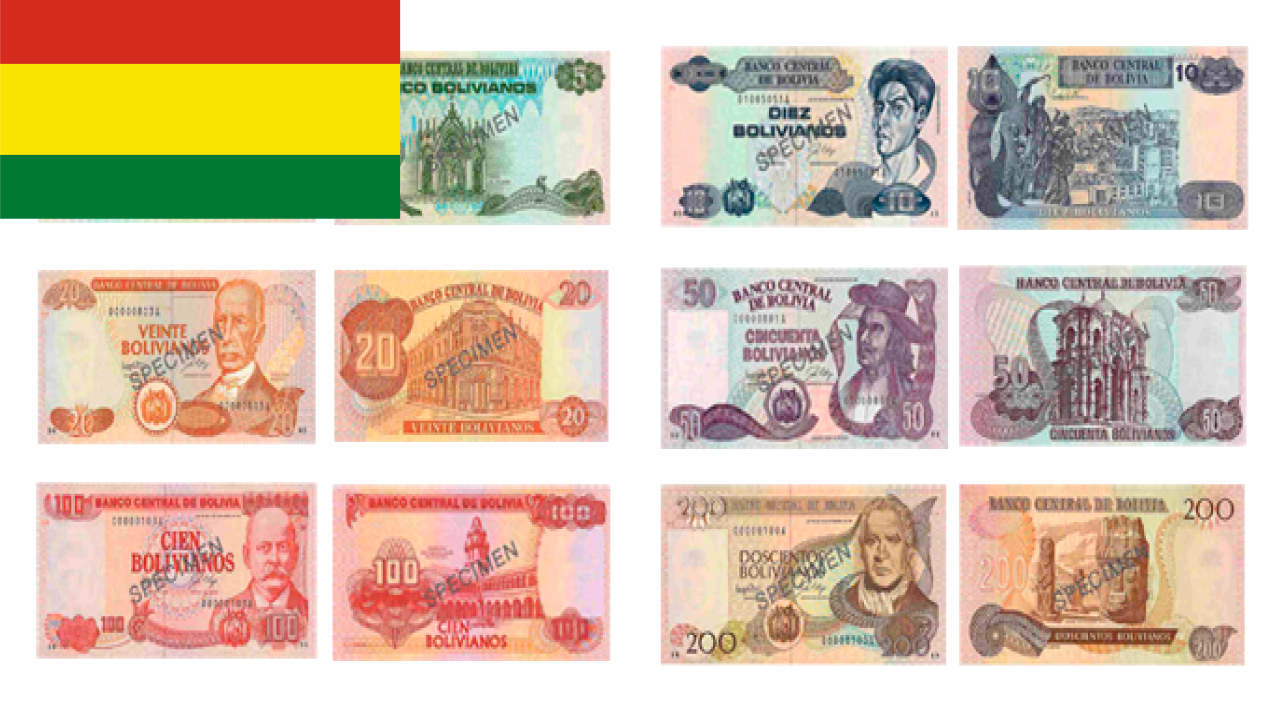 BANCO CENTRAL DE BOLIVIA
5
CO BOLIVIANOS
SPECIMEN
BANCO CENTRAL
DE BOLIVIA
DIEZ
BOLIVIANOS
SPECIMEN
10
BANCO CENTRAL
DE BOLIVIA
10
SPECIMEN
DIEZ BOLIVIANOS
10
20
BANCO CENTRAL DE BOLIVIA
VEINTE
BOLIVIANOS
SPECIMEN
20
20
BANCO CENTRAL DE BOLIVIA
20
20
SPECIMEN
VEINTE BOLIVIANOS
20
50
BANCO CENTRAL
DE BOLIVIA
CINCUENTA
BOLIVIANOS
SPECIMEN
50
50
BANCO CENTRAL DE BOLIVIA
50
50
SPECIMEN
CINCUENTA BOLIVIANOS
50
100
BANCO CENTRAL DE BOLIVIA
CIEN
BOLIVIANOS
SPECIMEN
100
100
BANCO CENTRAL DE BOLIVIA
100
100
SPECIMEN
CIEN
BOLIVIANOS
100
200
DOSCIENTOS
BOLIVIANOS
SPECIMEN
200
200
BANCO CENTRAL DE BOLIVIA
200
200
SPECIMEN
DOSCIENTOS BOLIVIANOS
200